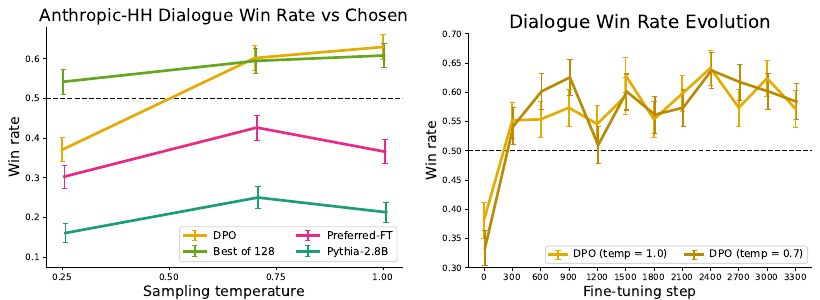 Anthropic-HH Dialogue Win Rate vs Chosen
Win rate
0.6
0.5
0.4
0.3
0.2
0.1
0.25
0.50
0.75
1.00
Sampling temperature
DPO
Best of 128
Preferred-FT
Pythia-2.8B
Dialogue Win Rate Evolution
Win rate
0.70
0.65
0.60
0.55
0.50
0.45
0.40
0.35
0.30
0 300 600 900 1200 1500 1800 2100 2400 2700 3000 3300
Fine-tuning step
DPO (temp = 1.0)
DPO (temp = 0.7)